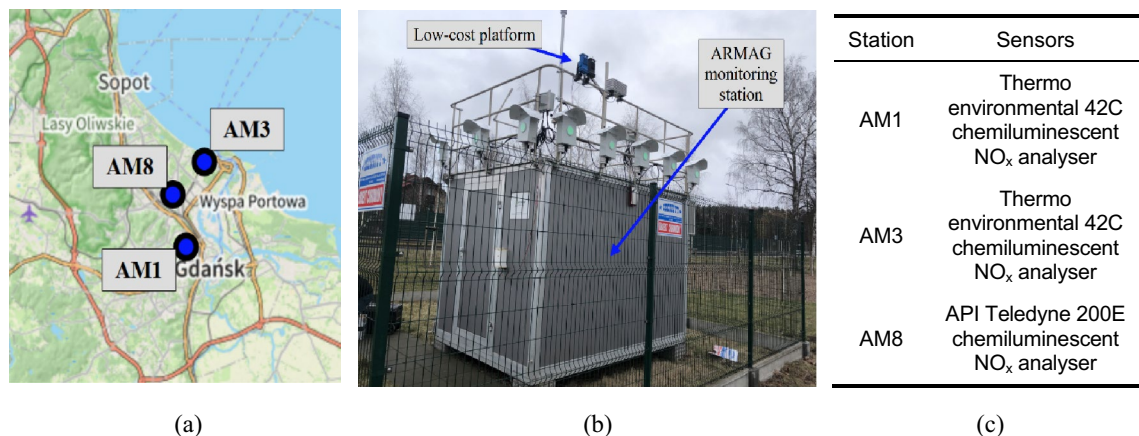 Sopot
Lasy Oliwskie
AM3
AM8
Wyspa Portowa
AM1
Gdańsk
(a)
Low-cost platform
ARMAG
monitoring
station
(b)
Station Sensors
AM1
Thermo
environmental 42C
chemiluminescent
NOₓ analyser
AM3
Thermo
environmental 42C
chemiluminescent
NOₓ analyser
AM8
API Teledyne 200E
chemiluminescent
NOₓ analyser
(c)